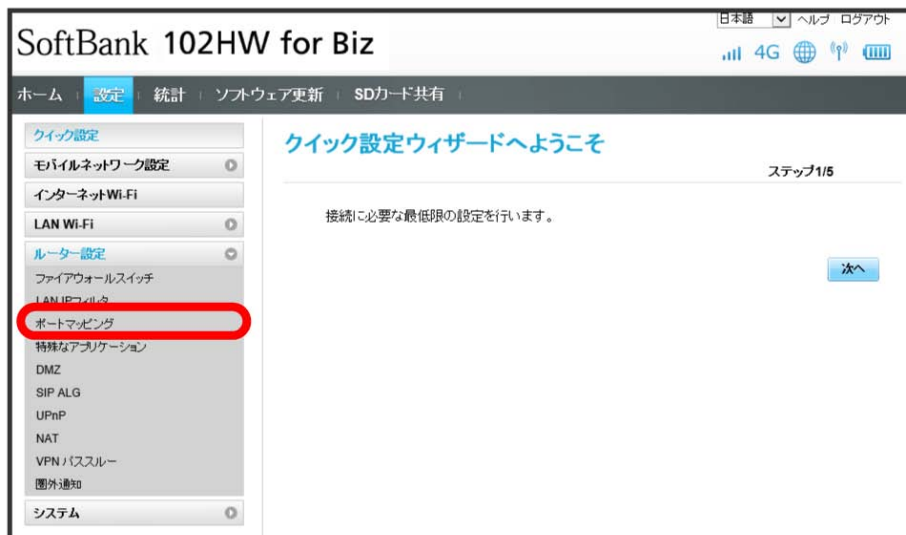 日本語 ヘルプ ログアウト
SoftBank 102HW for Biz
4G
ホーム 設定 統計 ソフトウェア更新 SDカード共有
クイック設定
モバイルネットワーク設定
インターネットWi-Fi
LAN Wi-Fi
ルーター設定
ファイアウォールスイッチ
LAN IPフィルタ
ポートマッピング
特殊なアプリケーション
DMZ
SIP ALG
UPnP
NAT
VPN パススルー
圏外通知
システム
クイック設定ウィザードへようこそ
ステップ1/5
接続に必要な最低限の設定を行います。
次へ